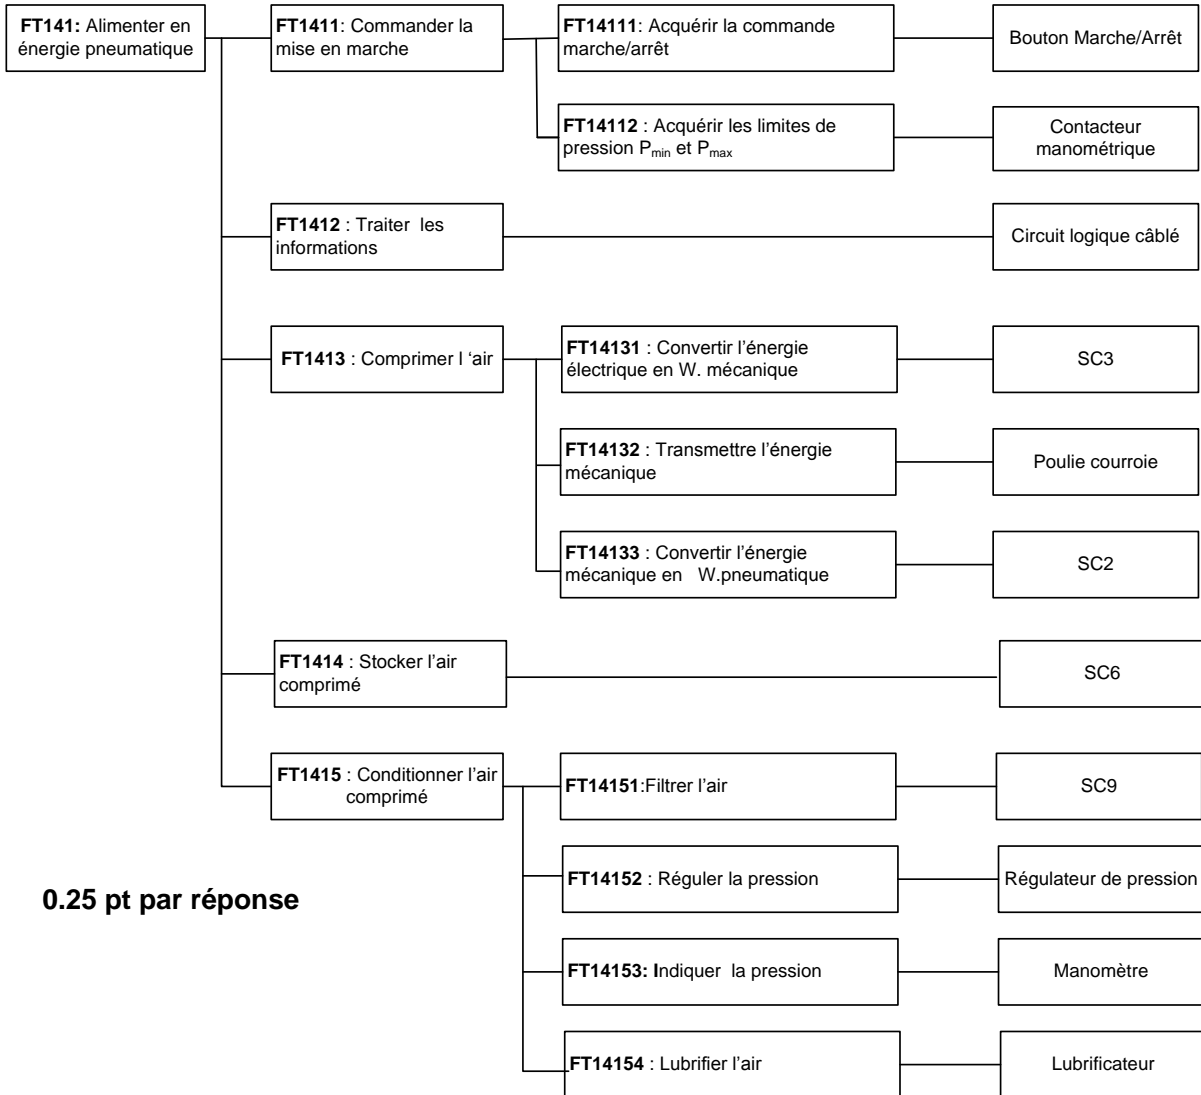 FT141: Alimenter en
énergie pneumatique
FT1411: Commander la
mise en marche
FT14111: Acquérir la commande
marche/arrêt
Bouton Marche/Arrêt
FT14112 : Acquérir les limites de
pression Pmin et Pmax
Contacteur
manométrique
FT1412 : Traiter les
informations
Circuit logique câblé
FT1413 : Comprimer l ‘air
FT14131 : Convertir l’énergie
électrique en W. mécanique
SC3
FT14132 : Transmettre l’énergie
mécanique
Poulie courroie
FT14133 : Convertir l’énergie
mécanique en W.pneumatique
SC2
FT1414 : Stocker l’air
comprimé
SC6
FT1415 : Conditionner l’air
comprimé
FT14151:Filtrer l’air
SC9
FT14152 : Réguler la pression
Régulateur de pression
0.25 pt par réponse
FT14153: Indiquer la pression
Manomètre
FT14154 : Lubrifier l’air
Lubrificateur